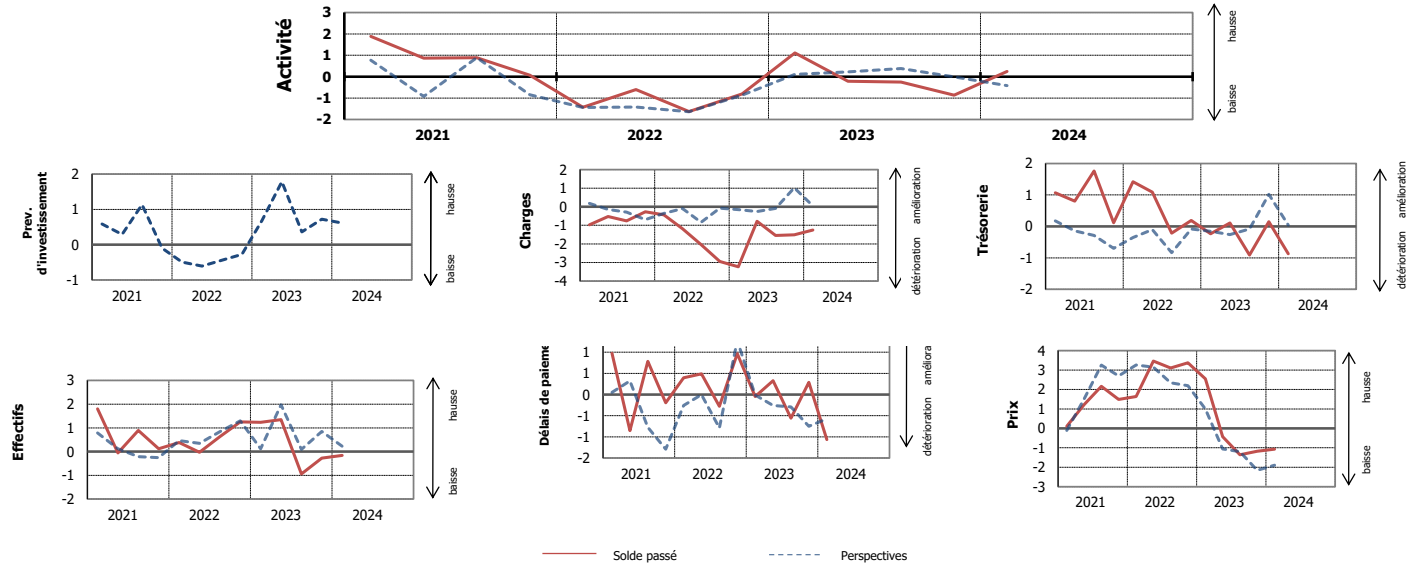 Activité
3
2
1
0
-1
-2
2021 2022 2023 2024
hausse
baisse
Prev.
d'investissement
2
1
0
-1
2021 2022 2023 2024
hausse
baisse
Charges
2
1
0
-1
-2
-3
-4
2021 2022 2023 2024
amélioration
détérioration
Trésorerie
2
1
0
-1
-2
2021 2022 2023 2024
amélioration
détérioration
Effectifs
3
2
1
0
-1
-2
2021 2022 2023 2024
hausse
baisse
Délais de paieme
1
1
0
-1
-1
-2
2021 2022 2023 2024
améliora
détérioration
Prix
4
3
2
1
0
-1
-2
-3
2021 2022 2023 2024
hausse
baisse
Solde passé Perspectives